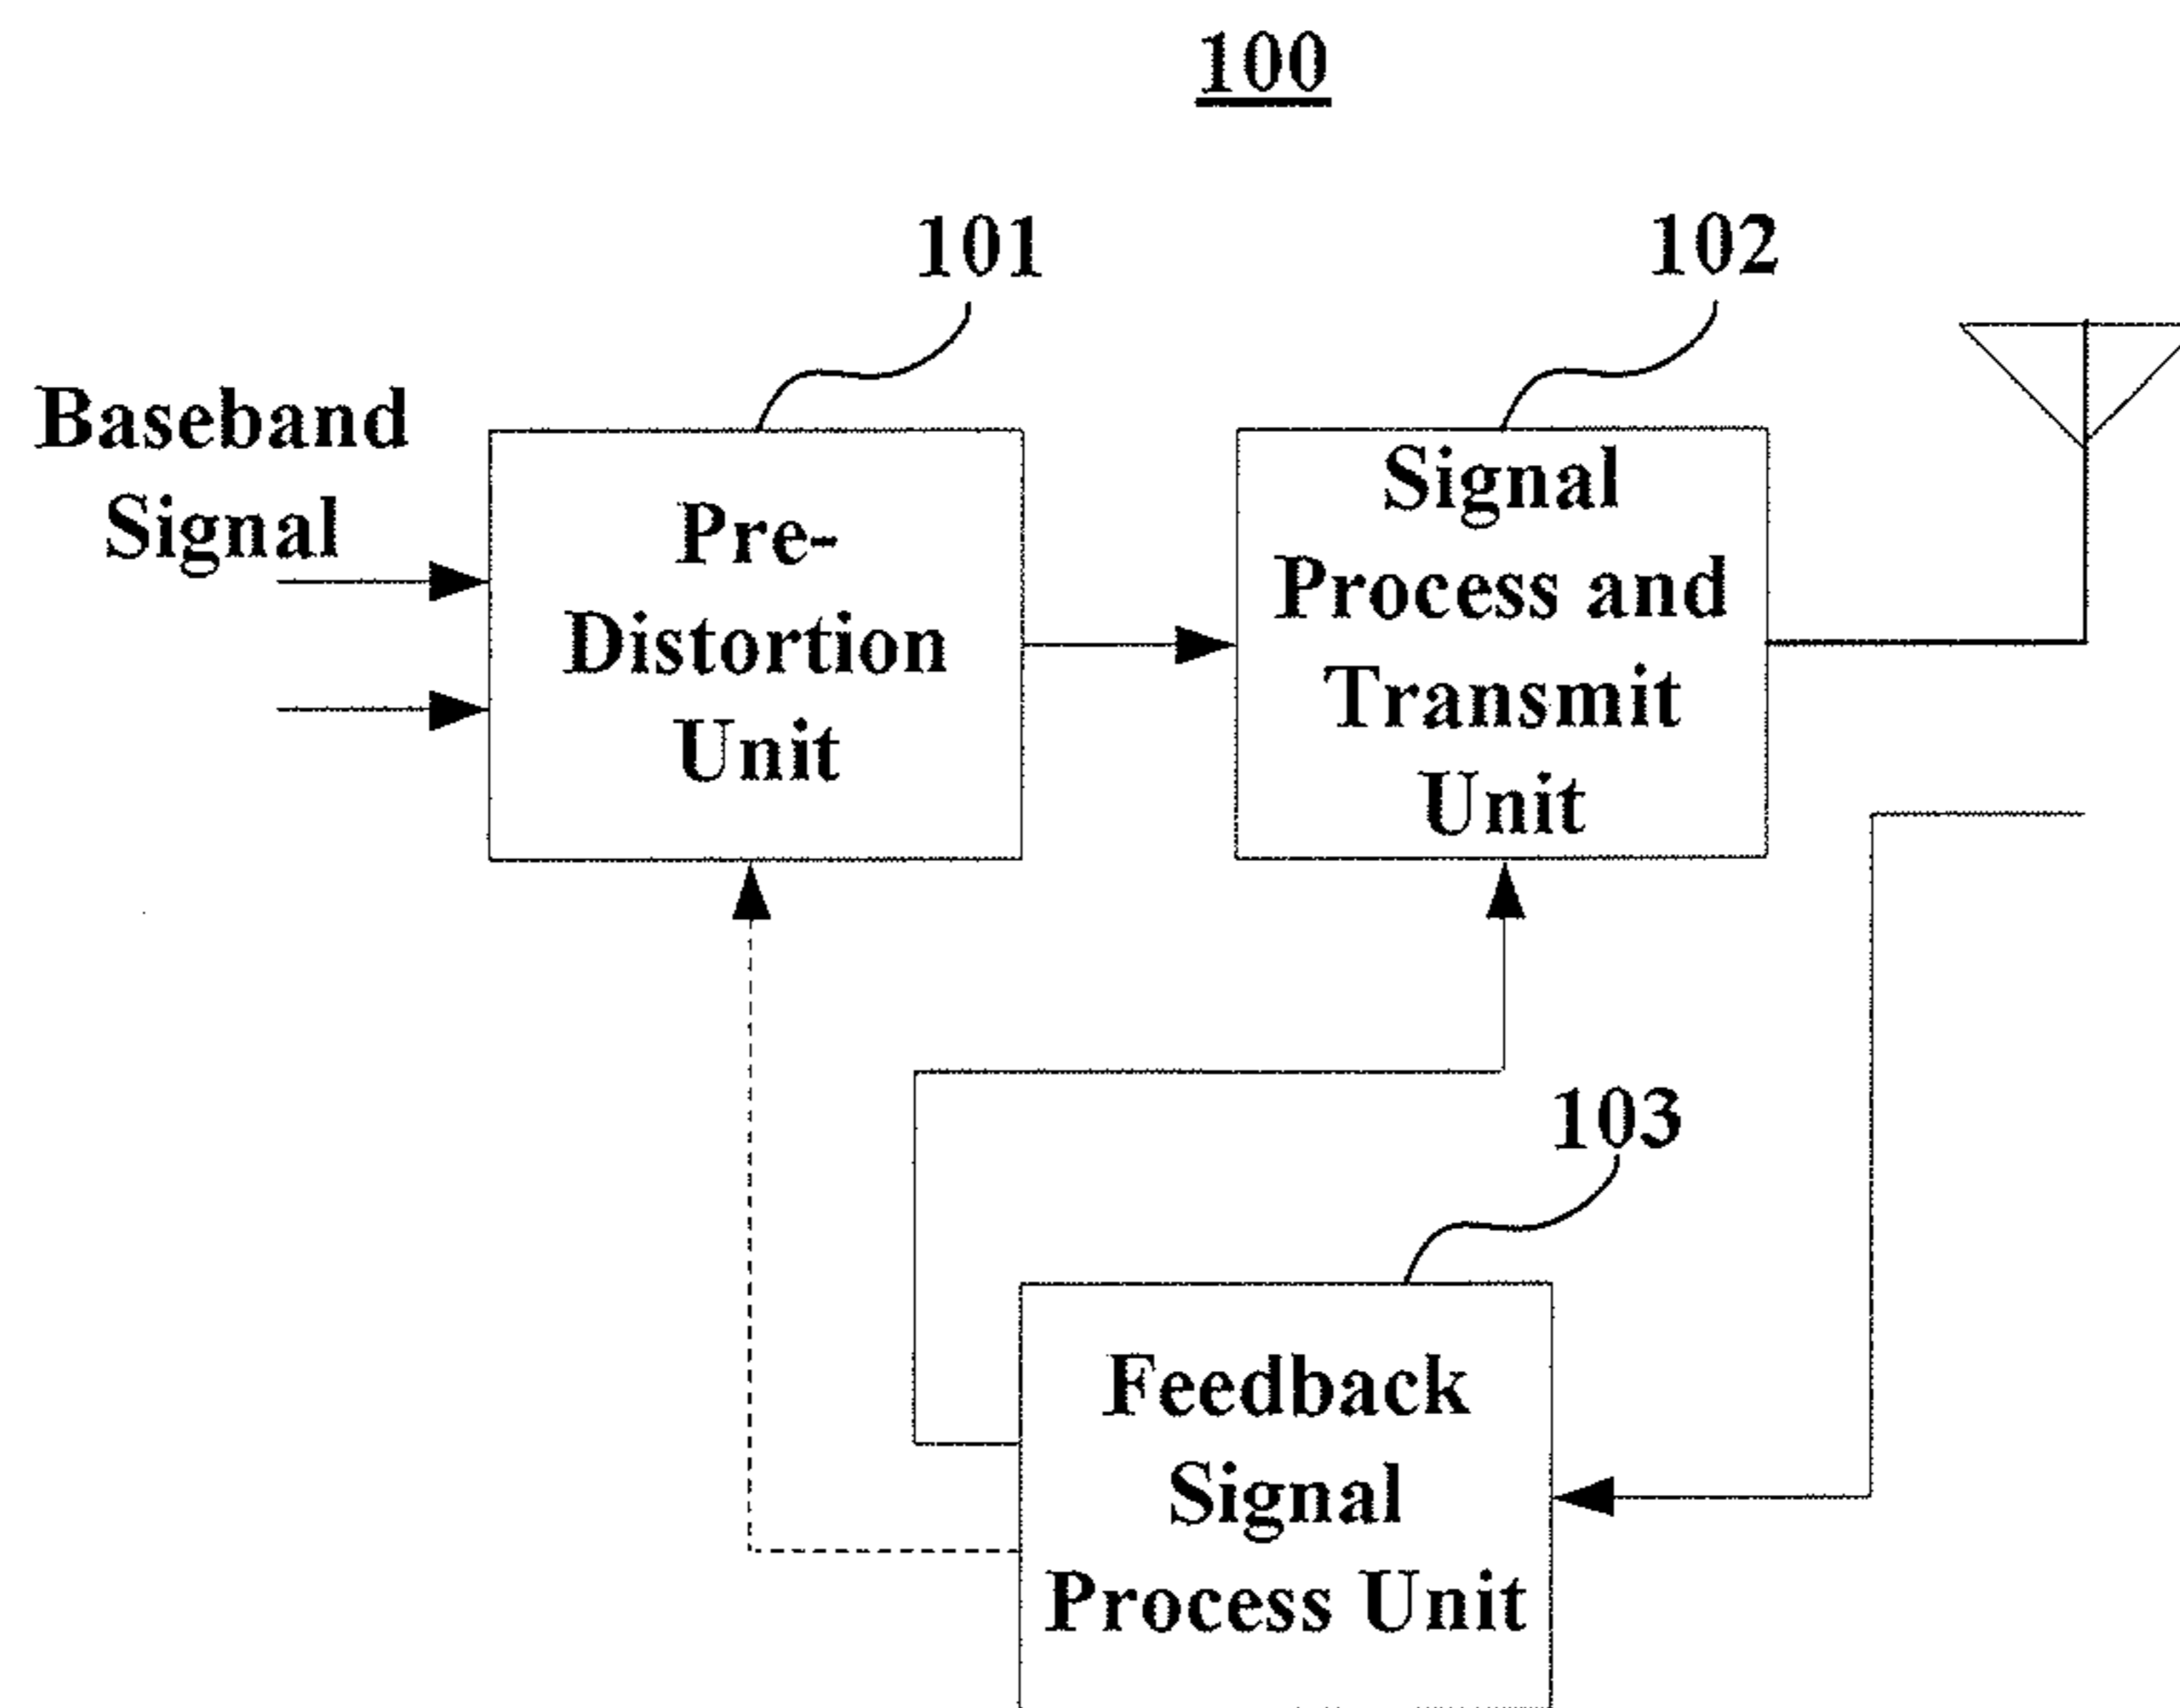 100
101
102
Baseband
Signal
Pre-
Distortion
Unit
Signal
Process and
Transmit
Unit
103
Feedback
Signal
Process Unit